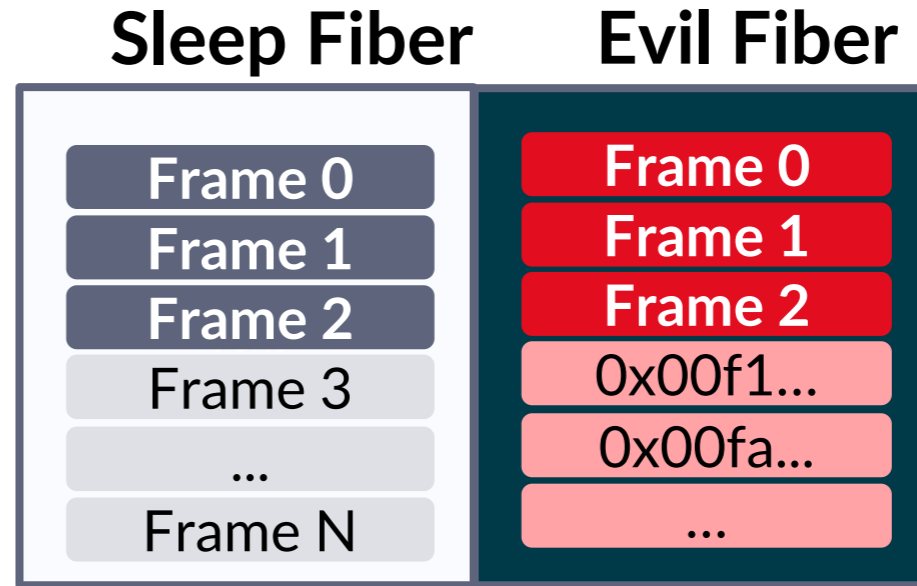 Sleep Fiber
Frame 0
Frame 1
Frame 2
Frame 3
...
Frame N
Evil Fiber
Frame 0
Frame 1
Frame 2
0x00f1...
0x00fa...
...